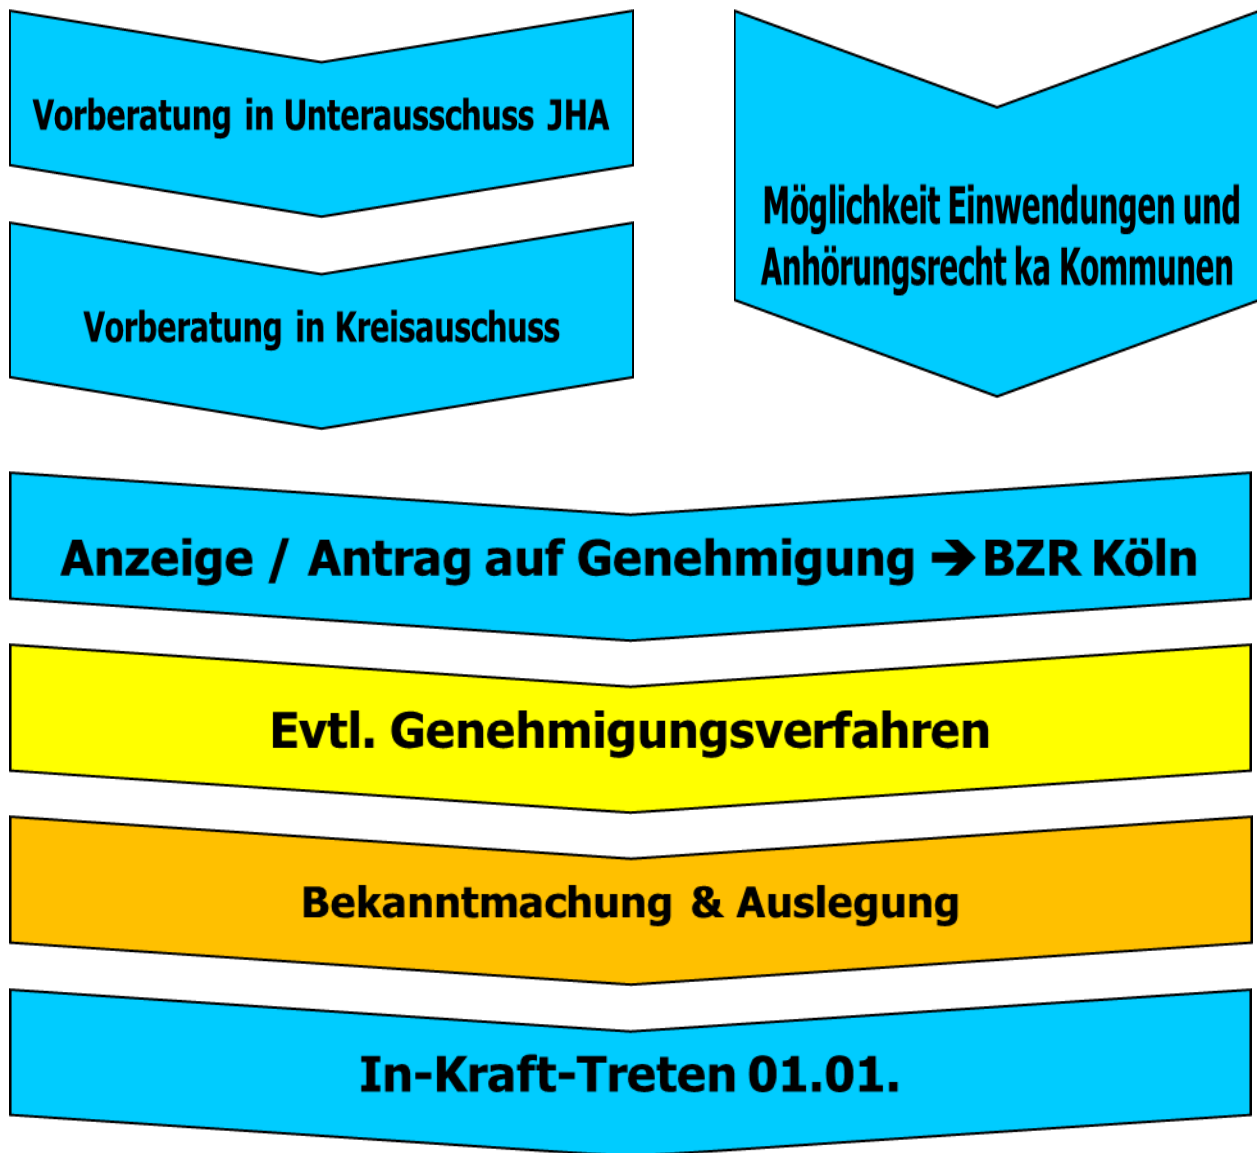 Vorberatung in Unterausschuss JHA
Vorberatung in Kreisauschuss
Möglichkeit Einwendungen und
Anhörungsrecht ka Kommunen
Anzeige / Antrag auf Genehmigung ➔ BZR Köln
Evtl. Genehmigungsverfahren
Bekanntmachung & Auslegung
In-Kraft-Treten 01.01.